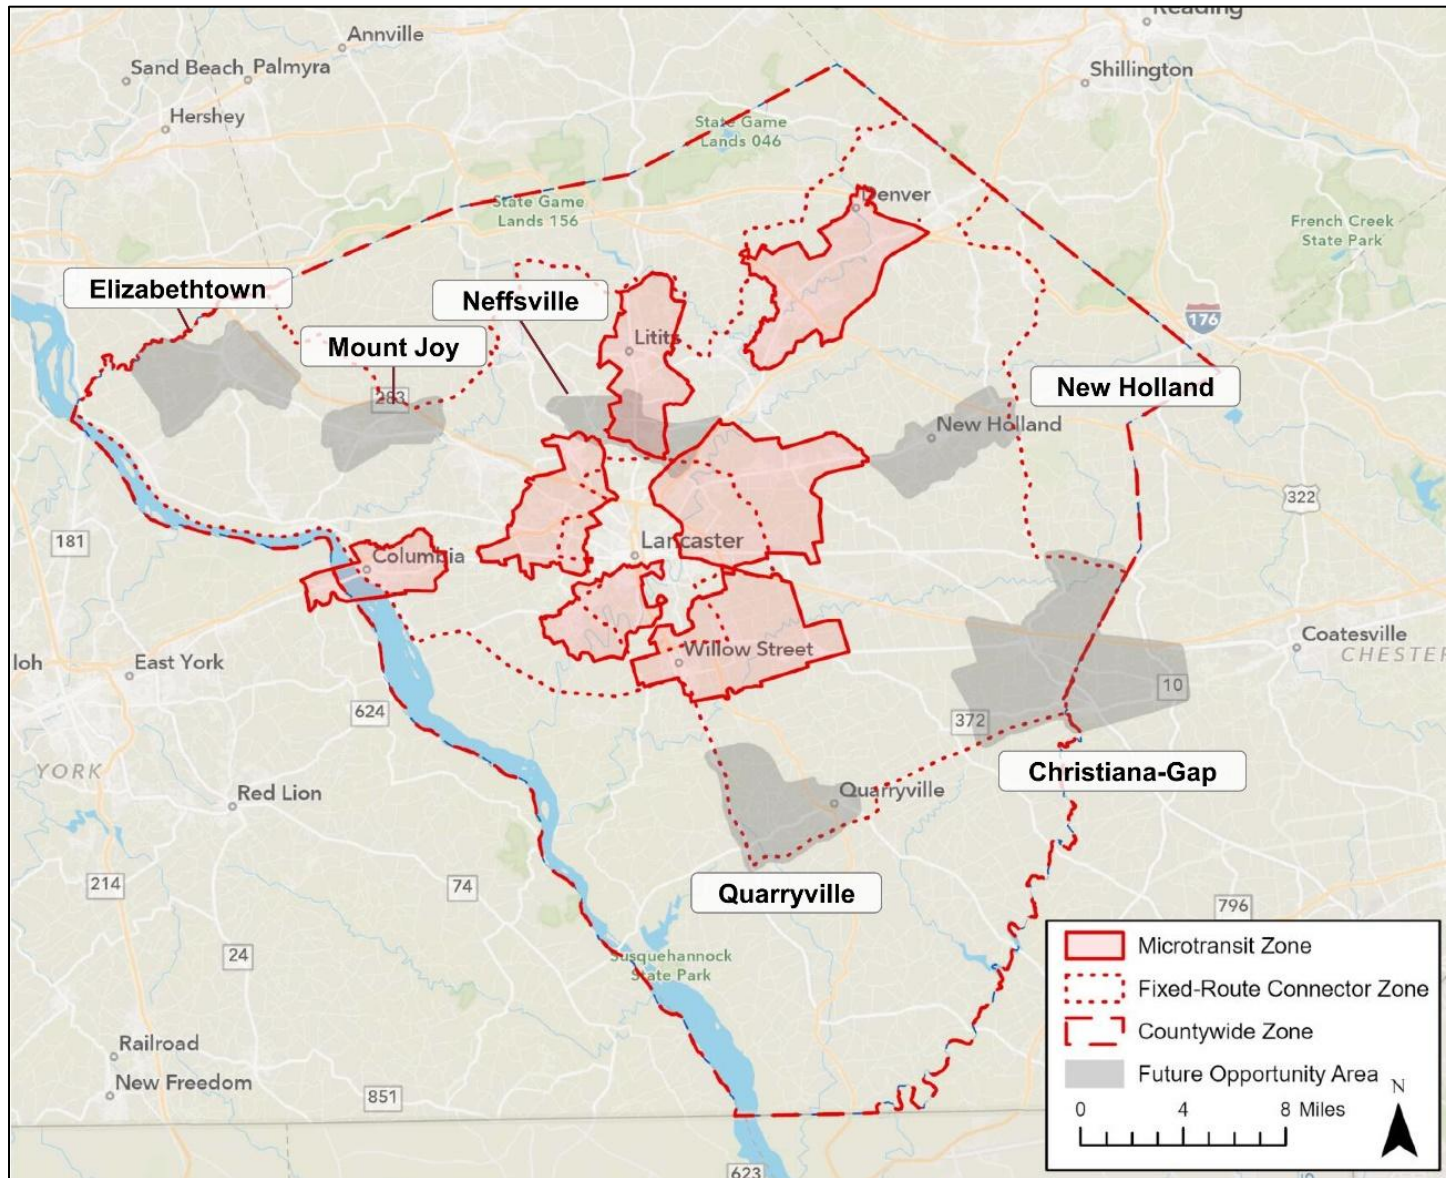 Reading
Annville
Sand Beach
Palmyra
Shillington
Hershey
State Game
Lands 046
Denver
State Game
Lands 156
French Creek
State Park
Elizabethtown
Neffsville
176
Lititz
Mount Joy
283
New Holland
New Holland
322
181
Lancaster
Columbia
Coatesville
CHESTER
loh
East York
Willow Street
10
624
372
YORK
Christiana-Gap
Red Lion
Quarryville
214
74
Quarryville
796
24
Susquehannock
State Park
Microtransit Zone
Fixed-Route Connector Zone
Countywide Zone
Future Opportunity Area
Railroad
New Freedom
851
N
0 4 8 Miles
623